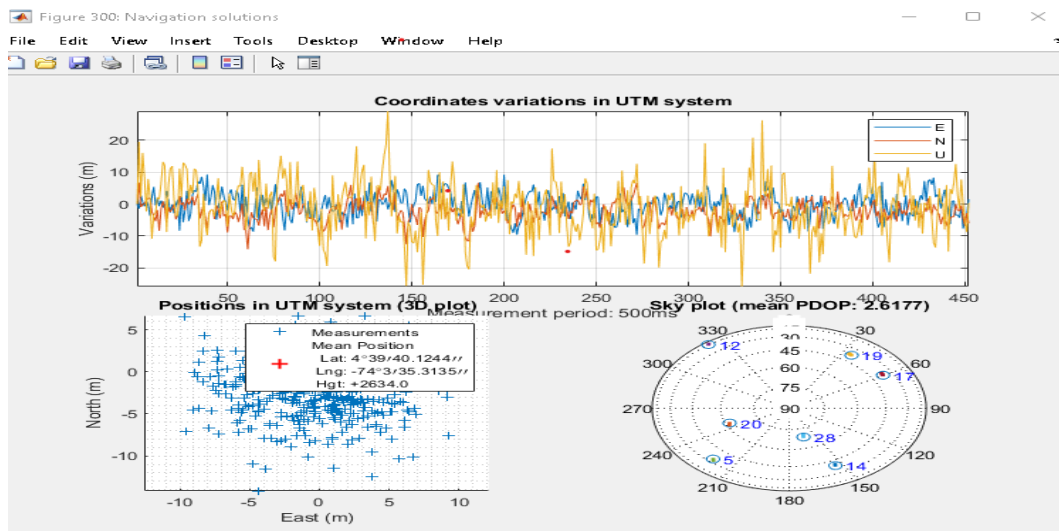 Figure 300: Navigation solutions
File Edit View Insert Tools Desktop Window Help
Coordinates variations in UTM system
Variations (m)
20
10
0
-10
-20
E
N
U
50 100 150 200 250 300 350 400 450
Measurement period: 500ms
Positions in UTM system (3D plot)
North (m)
5
0
-5
-10
Measurements
Mean Position
Lat: 4°39′40.1244′′
Lng: -74°3′35.3135′′
Hgt: +2634.0
-10 -5 0 5 10
East (m)
Sky plot (mean PDOP: 2.6177)
330
30
300
60
270
90
240
120
210
180
150
30
45
60
75
90
12
19
17
20
28
5
14